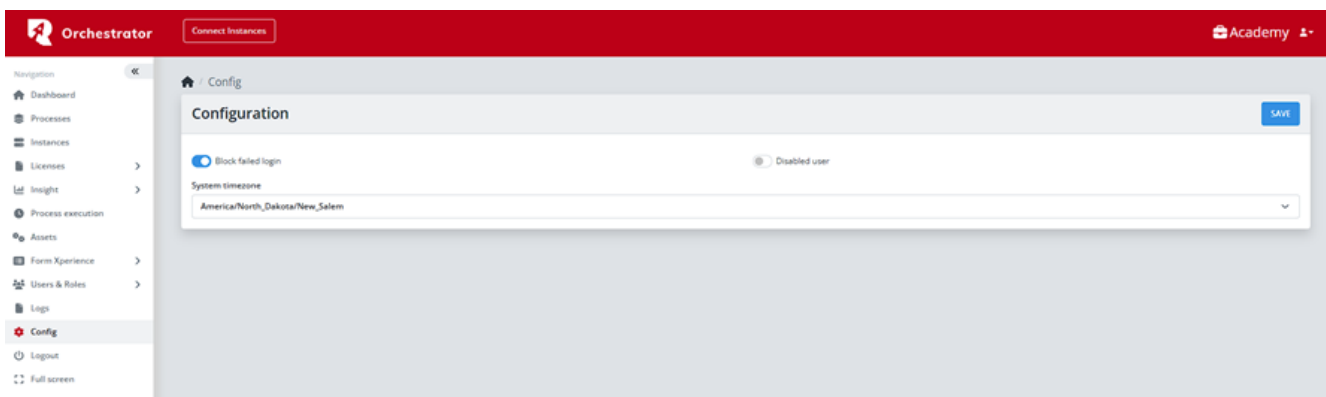 Orchestrator
Connect Instances
Academy
Navigation
Dashboard
Processes
Instances
Licenses
Insight
Process execution
Assets
Form Xperience
Users & Roles
Logs
Config
Logout
Full screen
/ Config
Configuration
SAVE
Block failed login
Disabled user
System timezone
America/North_Dakota/New_Salem